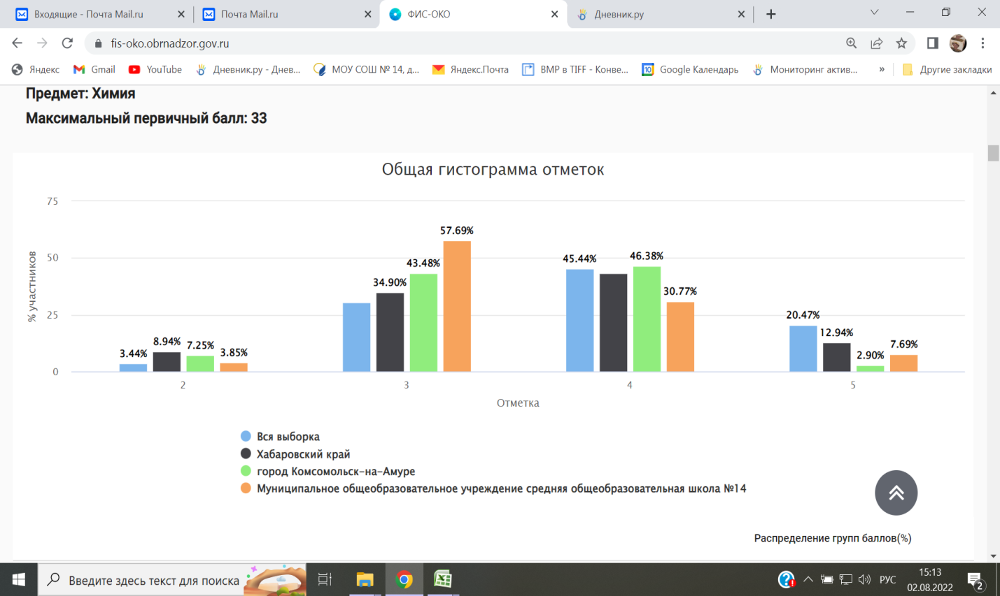 Входящие - Почта Mail.ru
Почта Mail.ru
ФИС-ОКО
Дневник.ру
fis-oko.obrnadzor.gov.ru
Яндекс
Gmail
YouTube
Дневник.ру - Днев...
МОУ СОШ № 14, д...
Яндекс.Почта
BMP в TIFF - Конве...
10
Google Календарь
Мониторинг актив...
»
Другие закладки
Предмет: Химия
Максимальный первичный балл: 33
Общая гистограмма отметок
% участников
75
50
25
0
3.44%
8.94%
7.25%
3.85%
34.90%
43.48%
57.69%
45.44%
46.38%
30.77%
20.47%
12.94%
2.90%
7.69%
2
3
4
5
Отметка
Вся выборка
Хабаровский край
город Комсомольск-на-Амуре
Муниципальное общеобразовательное учреждение средняя общеобразовательная школа №14
Распределение групп баллов(%)
Введите здесь текст для поиска
РУС
15:13
02.08.2022
2